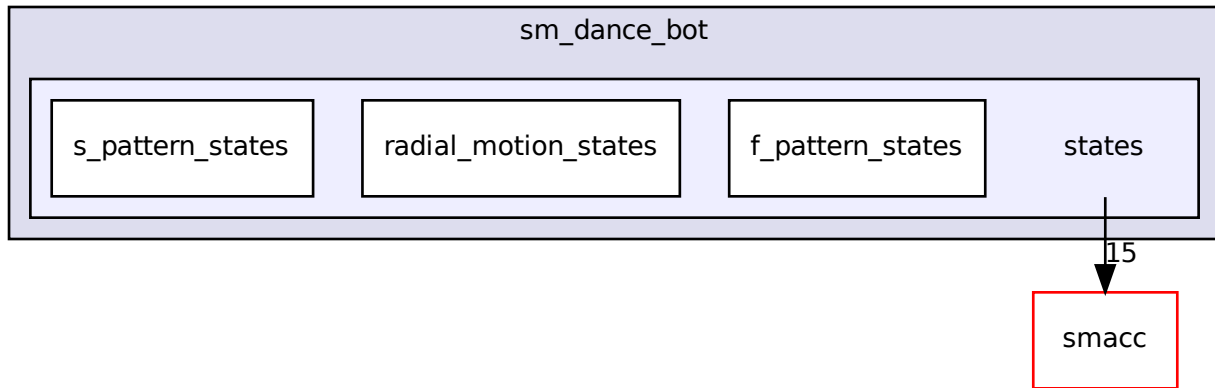 sm_dance_bot
s_pattern_states
radial_motion_states
f_pattern_states
states
15
smacc